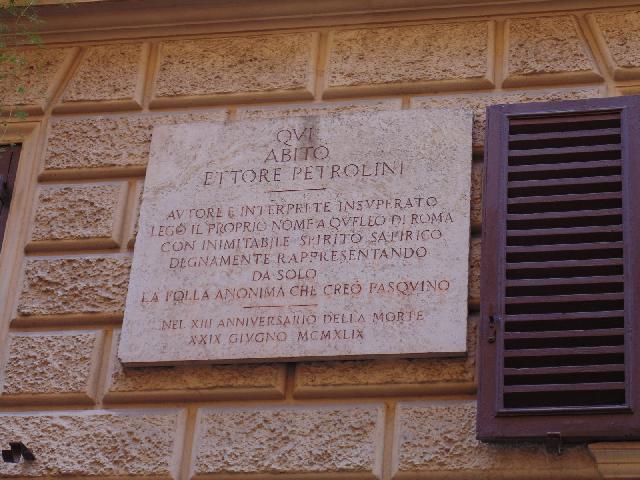 QVI
ABITÒ
ETTORE PETROLINI
AVTORE E INTERPRETE INSVPERATO
LEGÒ IL PROPRIO NOME A QVELLO DI ROMA
CON INIMITABILE SPIRITO SATIRICO
DEGNAMENTE RAPPRESENTANDO
DA SOLO
LA FOLLA ANONIMA CHE CREÒ PASQVINO
NEL XIII ANNIVERSARIO DELLA MORTE
XXIX GIVGNO MCMXLIX